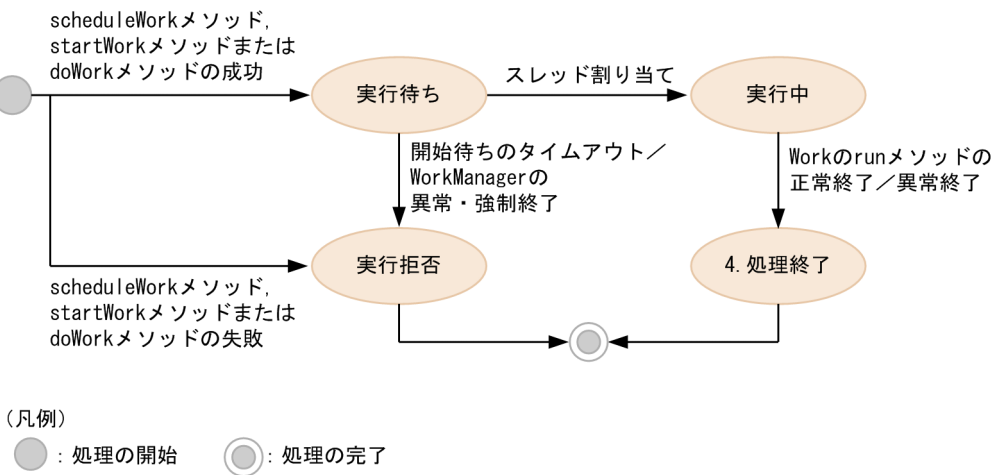 scheduleWorkメソッド,
startWorkメソッドまたは
doWorkメソッドの成功
実行待ち
スレッド割り当て
実行中
開始待ちのタイムアウト／
WorkManagerの
異常・強制終了
Workのrunメソッドの
正常終了／異常終了
実行拒否
4.処理終了
scheduleWorkメソッド,
startWorkメソッドまたは
doWorkメソッドの失敗
(凡例)
：処理の開始 ：処理の完了